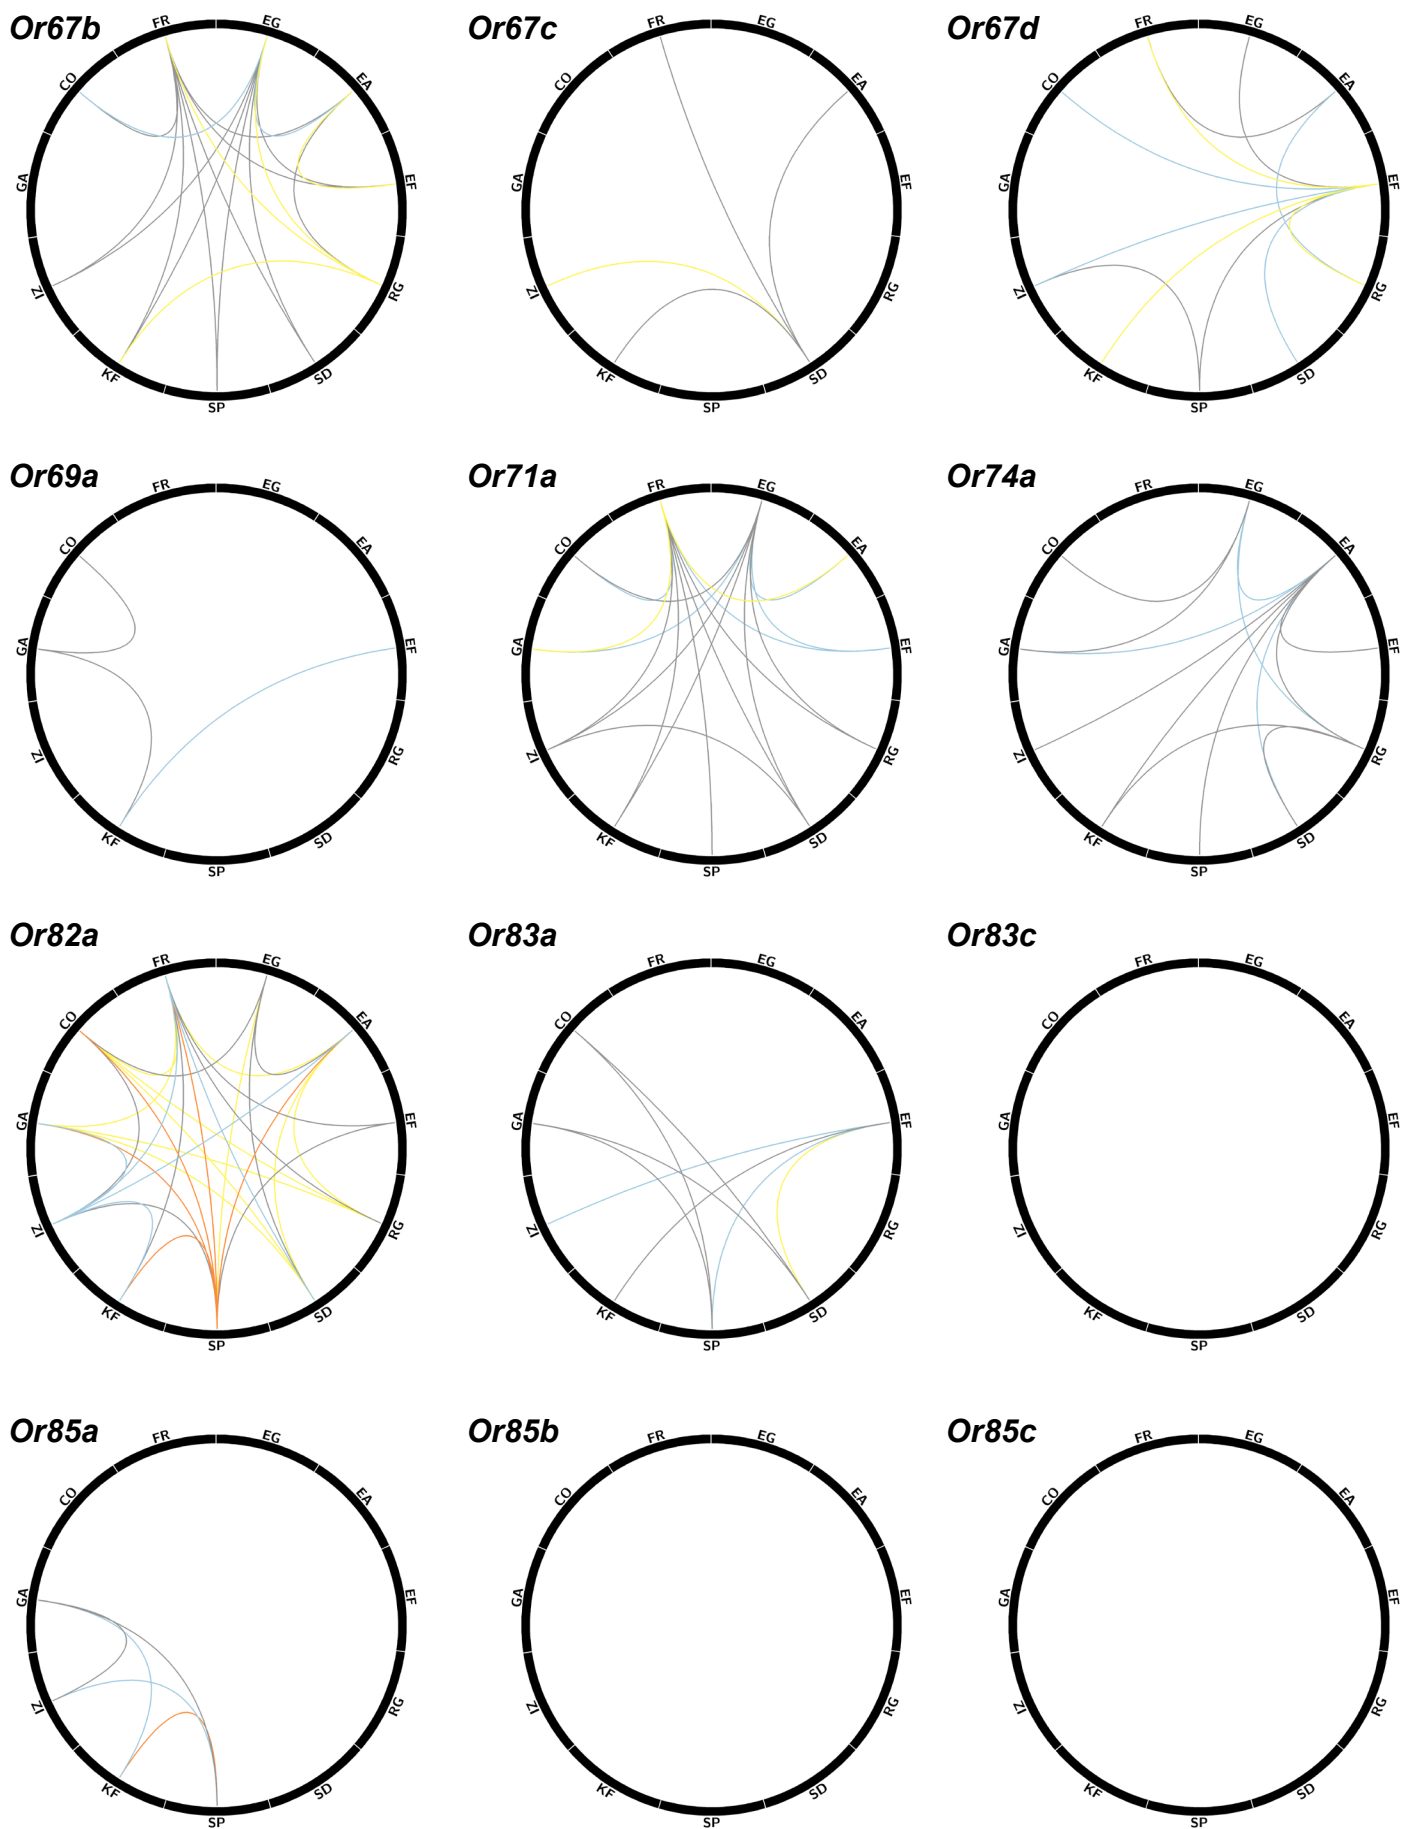 Or67b
Or67c
Or67d
FR
EG
EA
EF
RG
SD
SP
KF
ZI
GA
CO
FR
EG
EA
EF
RG
SD
SP
KF
ZI
GA
CO
FR
EG
EA
EF
RG
SD
SP
KF
ZI
GA
CO
Or69a
Or71a
Or74a
FR
EG
EA
EF
RG
SD
SP
KF
ZI
GA
CO
FR
EG
EA
EF
RG
SD
SP
KF
ZI
GA
CO
FR
EG
EA
EF
RG
SD
SP
KF
ZI
GA
CO
Or82a
Or83a
Or83c
FR
EG
EA
EF
RG
SD
SP
KF
ZI
GA
CO
FR
EG
EA
EF
RG
SD
SP
KF
ZI
GA
CO
FR
EG
EA
EF
RG
SD
SP
KF
ZI
GA
CO
Or85a
Or85b
Or85c
FR
EG
EA
EF
RG
SD
SP
KF
ZI
GA
CO
FR
EG
EA
EF
RG
SD
SP
KF
ZI
GA
CO
FR
EG
EA
EF
RG
SD
SP
KF
ZI
GA
CO